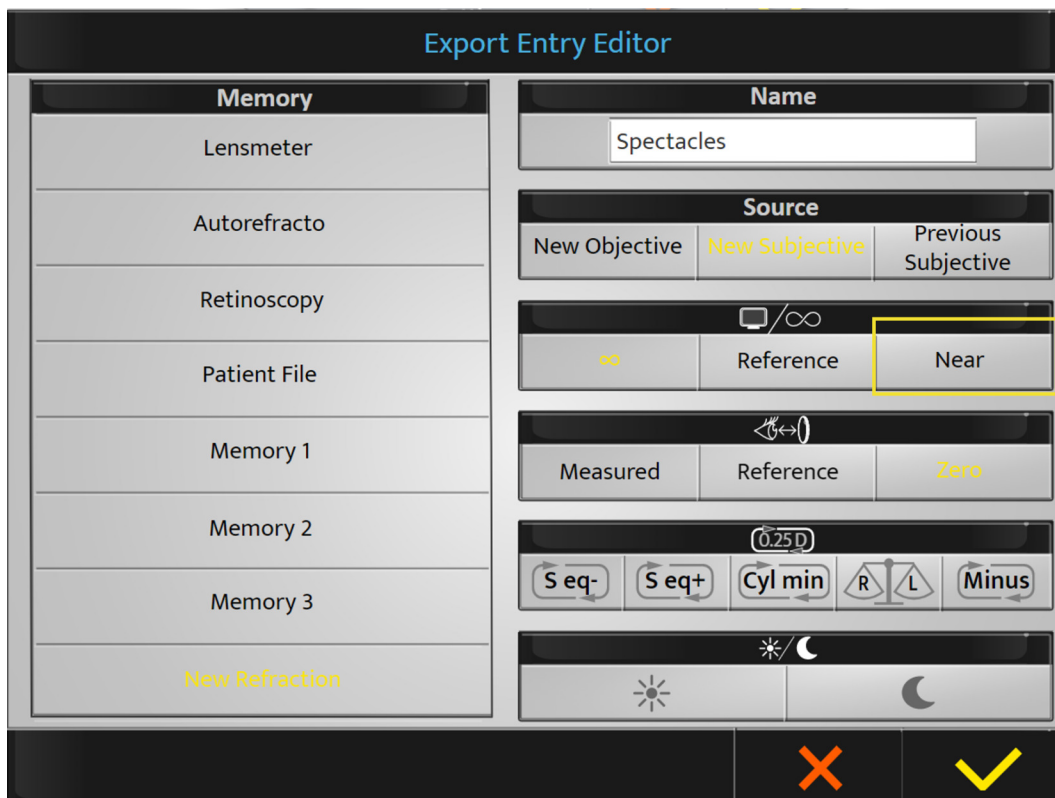 Export Entry Editor
Memory
Lensmeter
Autorefracto
Retinoscopy
Patient File
Memory 1
Memory 2
Memory 3
New Refraction
Name
Spectacles
Source
New Objective
New Subjective
Previous
Subjective
/∞
∞
Reference
Near
Measured
Reference
Zero
0.25 D
S eq-
S eq+
Cyl min
R L
Minus